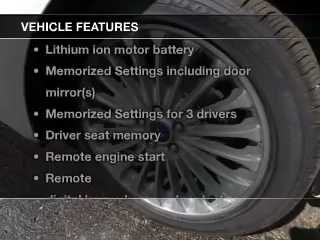 VEHICLE FEATURES
• Lithium ion motor battery
• Memorized Settings including door
mirror(s)
• Memorized Settings for 3 drivers
• Driver seat memory
• Remote engine start
• Remote